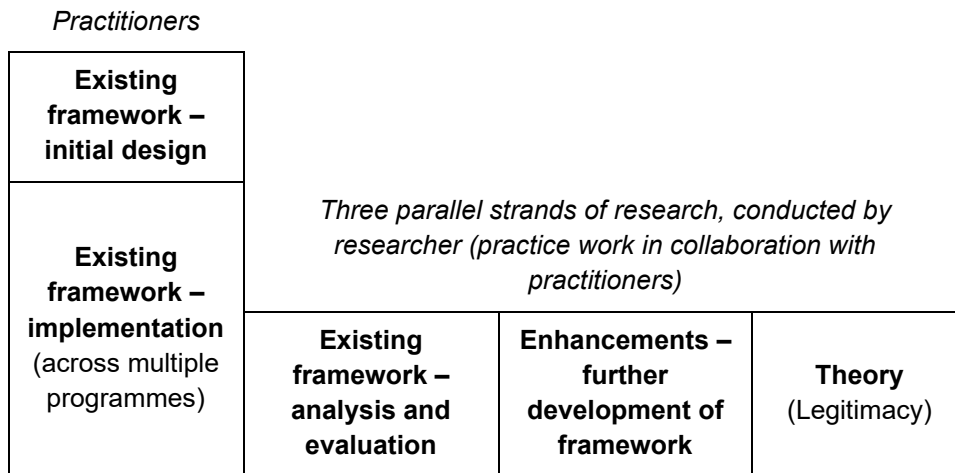 Practitioners
Existing
framework –
initial design
Existing
framework –
implementation
(across multiple
programmes)
Three parallel strands of research, conducted by
researcher (practice work in collaboration with
practitioners)
Existing
framework –
analysis and
evaluation
Enhancements –
further
development of
framework
Theory
(Legitimacy)